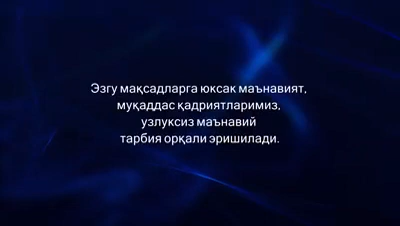 Эзгу мақсадларга юксак маънавият,
муқаддас қадриятларимиз,
узлуксиз маънавий
тарбия орқали эришилади.